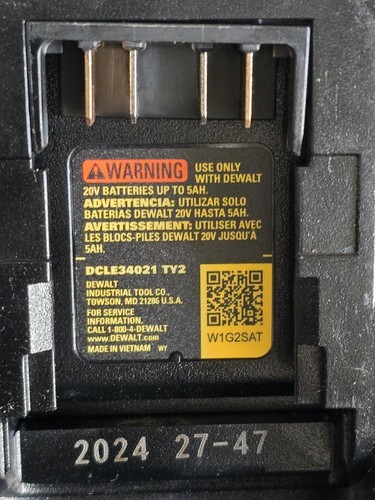 WARNING USE ONLY
WITH DEWALT
20V BATTERIES UP TO 5AH.
ADVERTENCIA: UTILIZAR SOLO
BATERÍAS DEWALT 20V HASTA 5AH.
AVERTISSEMENT: UTILISER AVEC
LES BLOCS-PILES DEWALT 20V JUSQU'À
5AH.
DCLE34021 TY2
DEWALT
INDUSTRIAL TOOL CO.
TOWSON, MD 21286 U.S.A.
FOR SERVICE
INFORMATION,
CALL 1-800-4-DEWALT
www.DEWALT.com
MADE IN VIETNAM WY
W1G2SAT
2024 27-47